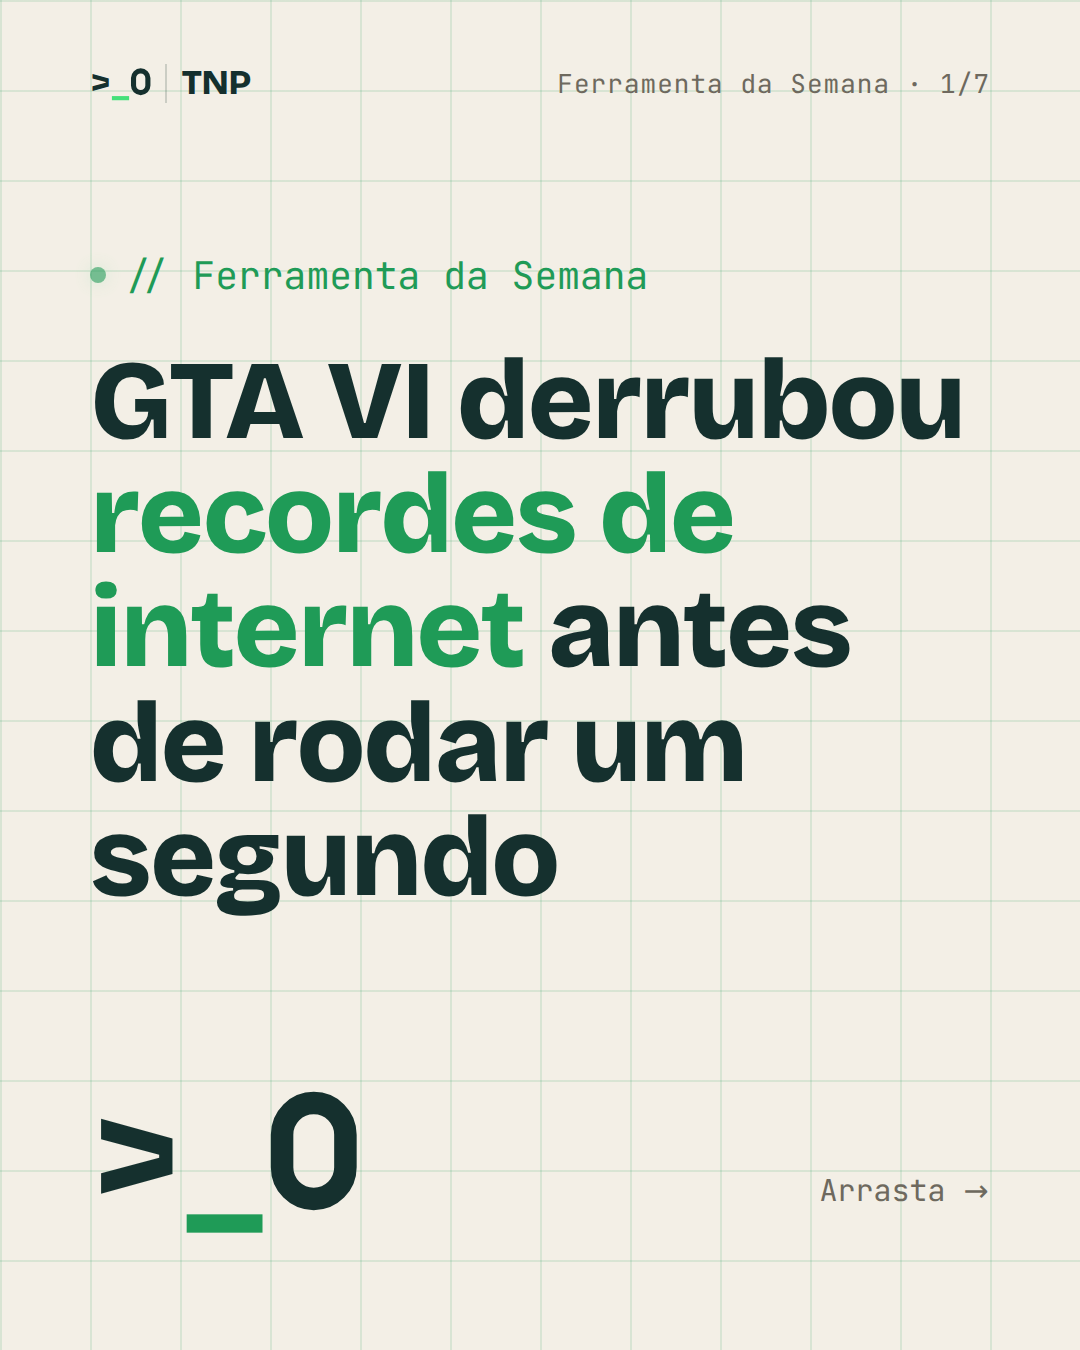 >_0 | TNP
Ferramenta da Semana · 1/7
// Ferramenta da Semana
GTA VI derrubou
recordes de
internet antes
de rodar um
segundo
>_0
Arrasta →